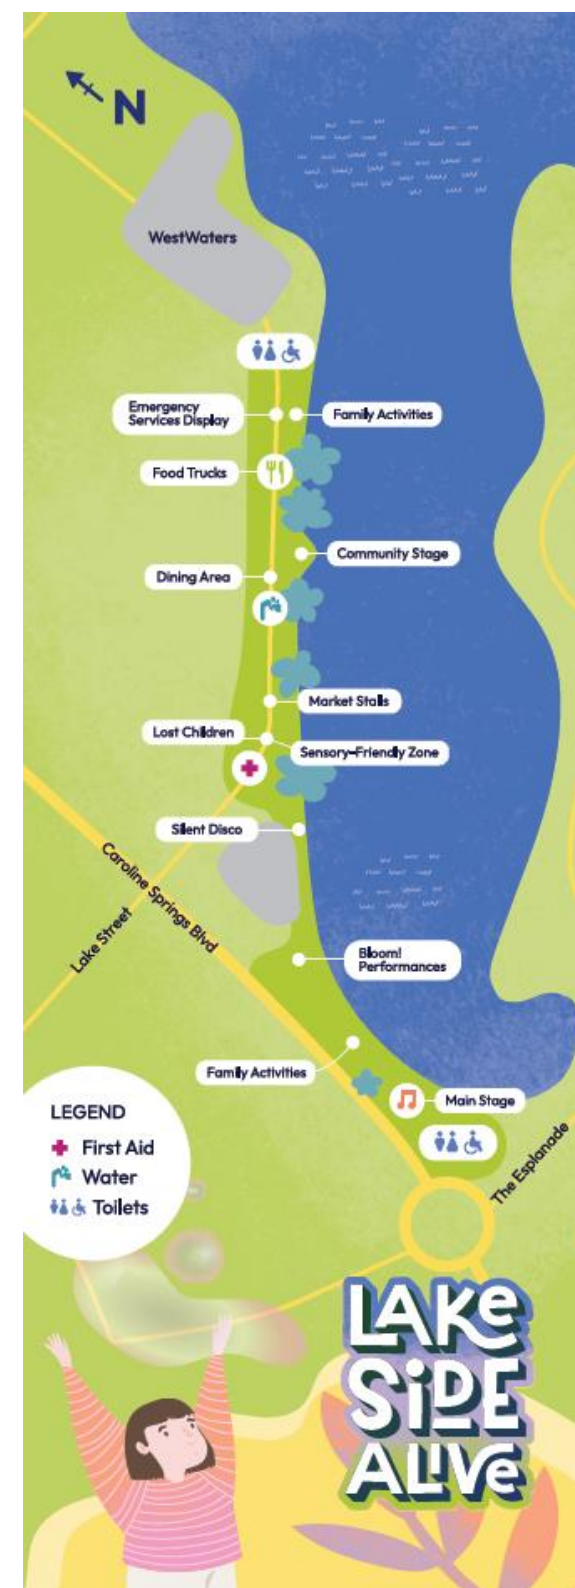 N
WestWaters
Emergency
Services Display
Family Activities
Food Trucks
Community Stage
Dining Area
Market Stalls
Lost Children
Sensory-Friendly Zone
Silent Disco
Caroline Springs Blvd
Lake Street
Bloom!
Performances
Family Activities
Main Stage
The Esplanade
LEGEND
First Aid
Water
Toilets
LAKe
SiDE
ALiVe